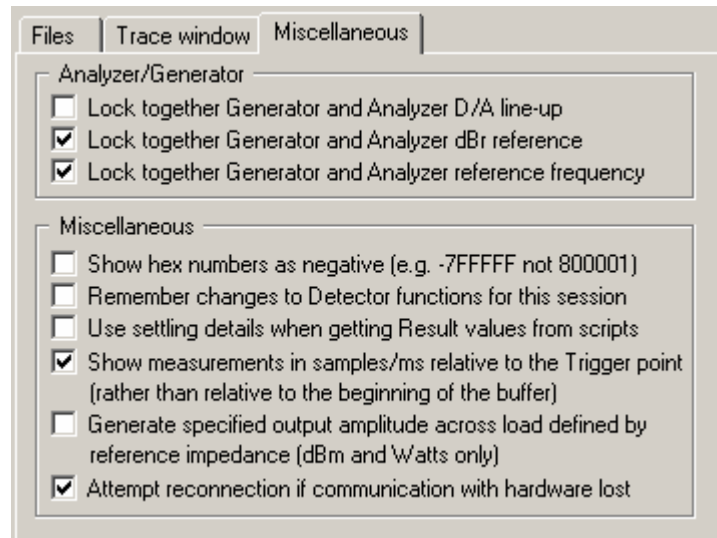 Files
Trace window
Miscellaneous
Analyzer/Generator
Lock together Generator and Analyzer D/A line-up
Lock together Generator and Analyzer dBr reference
Lock together Generator and Analyzer reference frequency
Miscellaneous
Show hex numbers as negative (e.g. -7FFFFF not 800001)
Remember changes to Detector functions for this session
Use settling details when getting Result values from scripts
Show measurements in samples/ms relative to the Trigger point
(rather than relative to the beginning of the buffer)
Generate specified output amplitude across load defined by
reference impedance (dBm and Watts only)
Attempt reconnection if communication with hardware lost